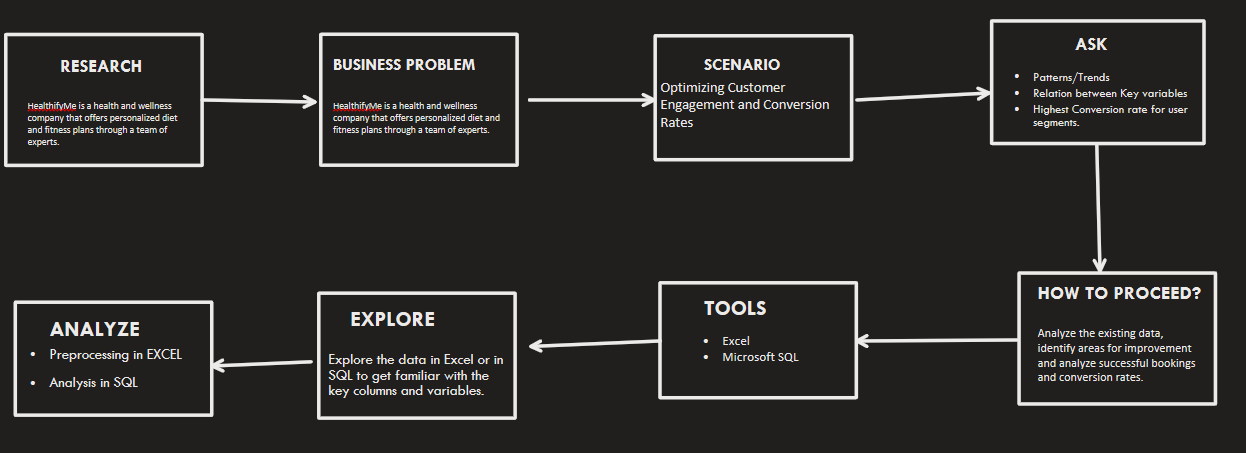 RESEARCH
HealthifyMe is a health and wellness
company that offers personalized diet
and fitness plans through a team of
experts.
BUSINESS PROBLEM
HealthifyMe is a health and wellness
company that offers personalized diet and
fitness plans through a team of experts.
SCENARIO
Optimizing Customer
Engagement and Conversion
Rates
ASK
• Patterns/Trends
• Relation between Key variables
• Highest Conversion rate for user
segments.
HOW TO PROCEED?
Analyze the existing data,
identify areas for improvement
and analyze successful bookings
and conversion rates.
TOOLS
• Excel
• Microsoft SQL
EXPLORE
Explore the data in Excel or in
SQL to get familiar with the
key columns and variables.
ANALYZE
• Preprocessing in EXCEL
• Analysis in SQL